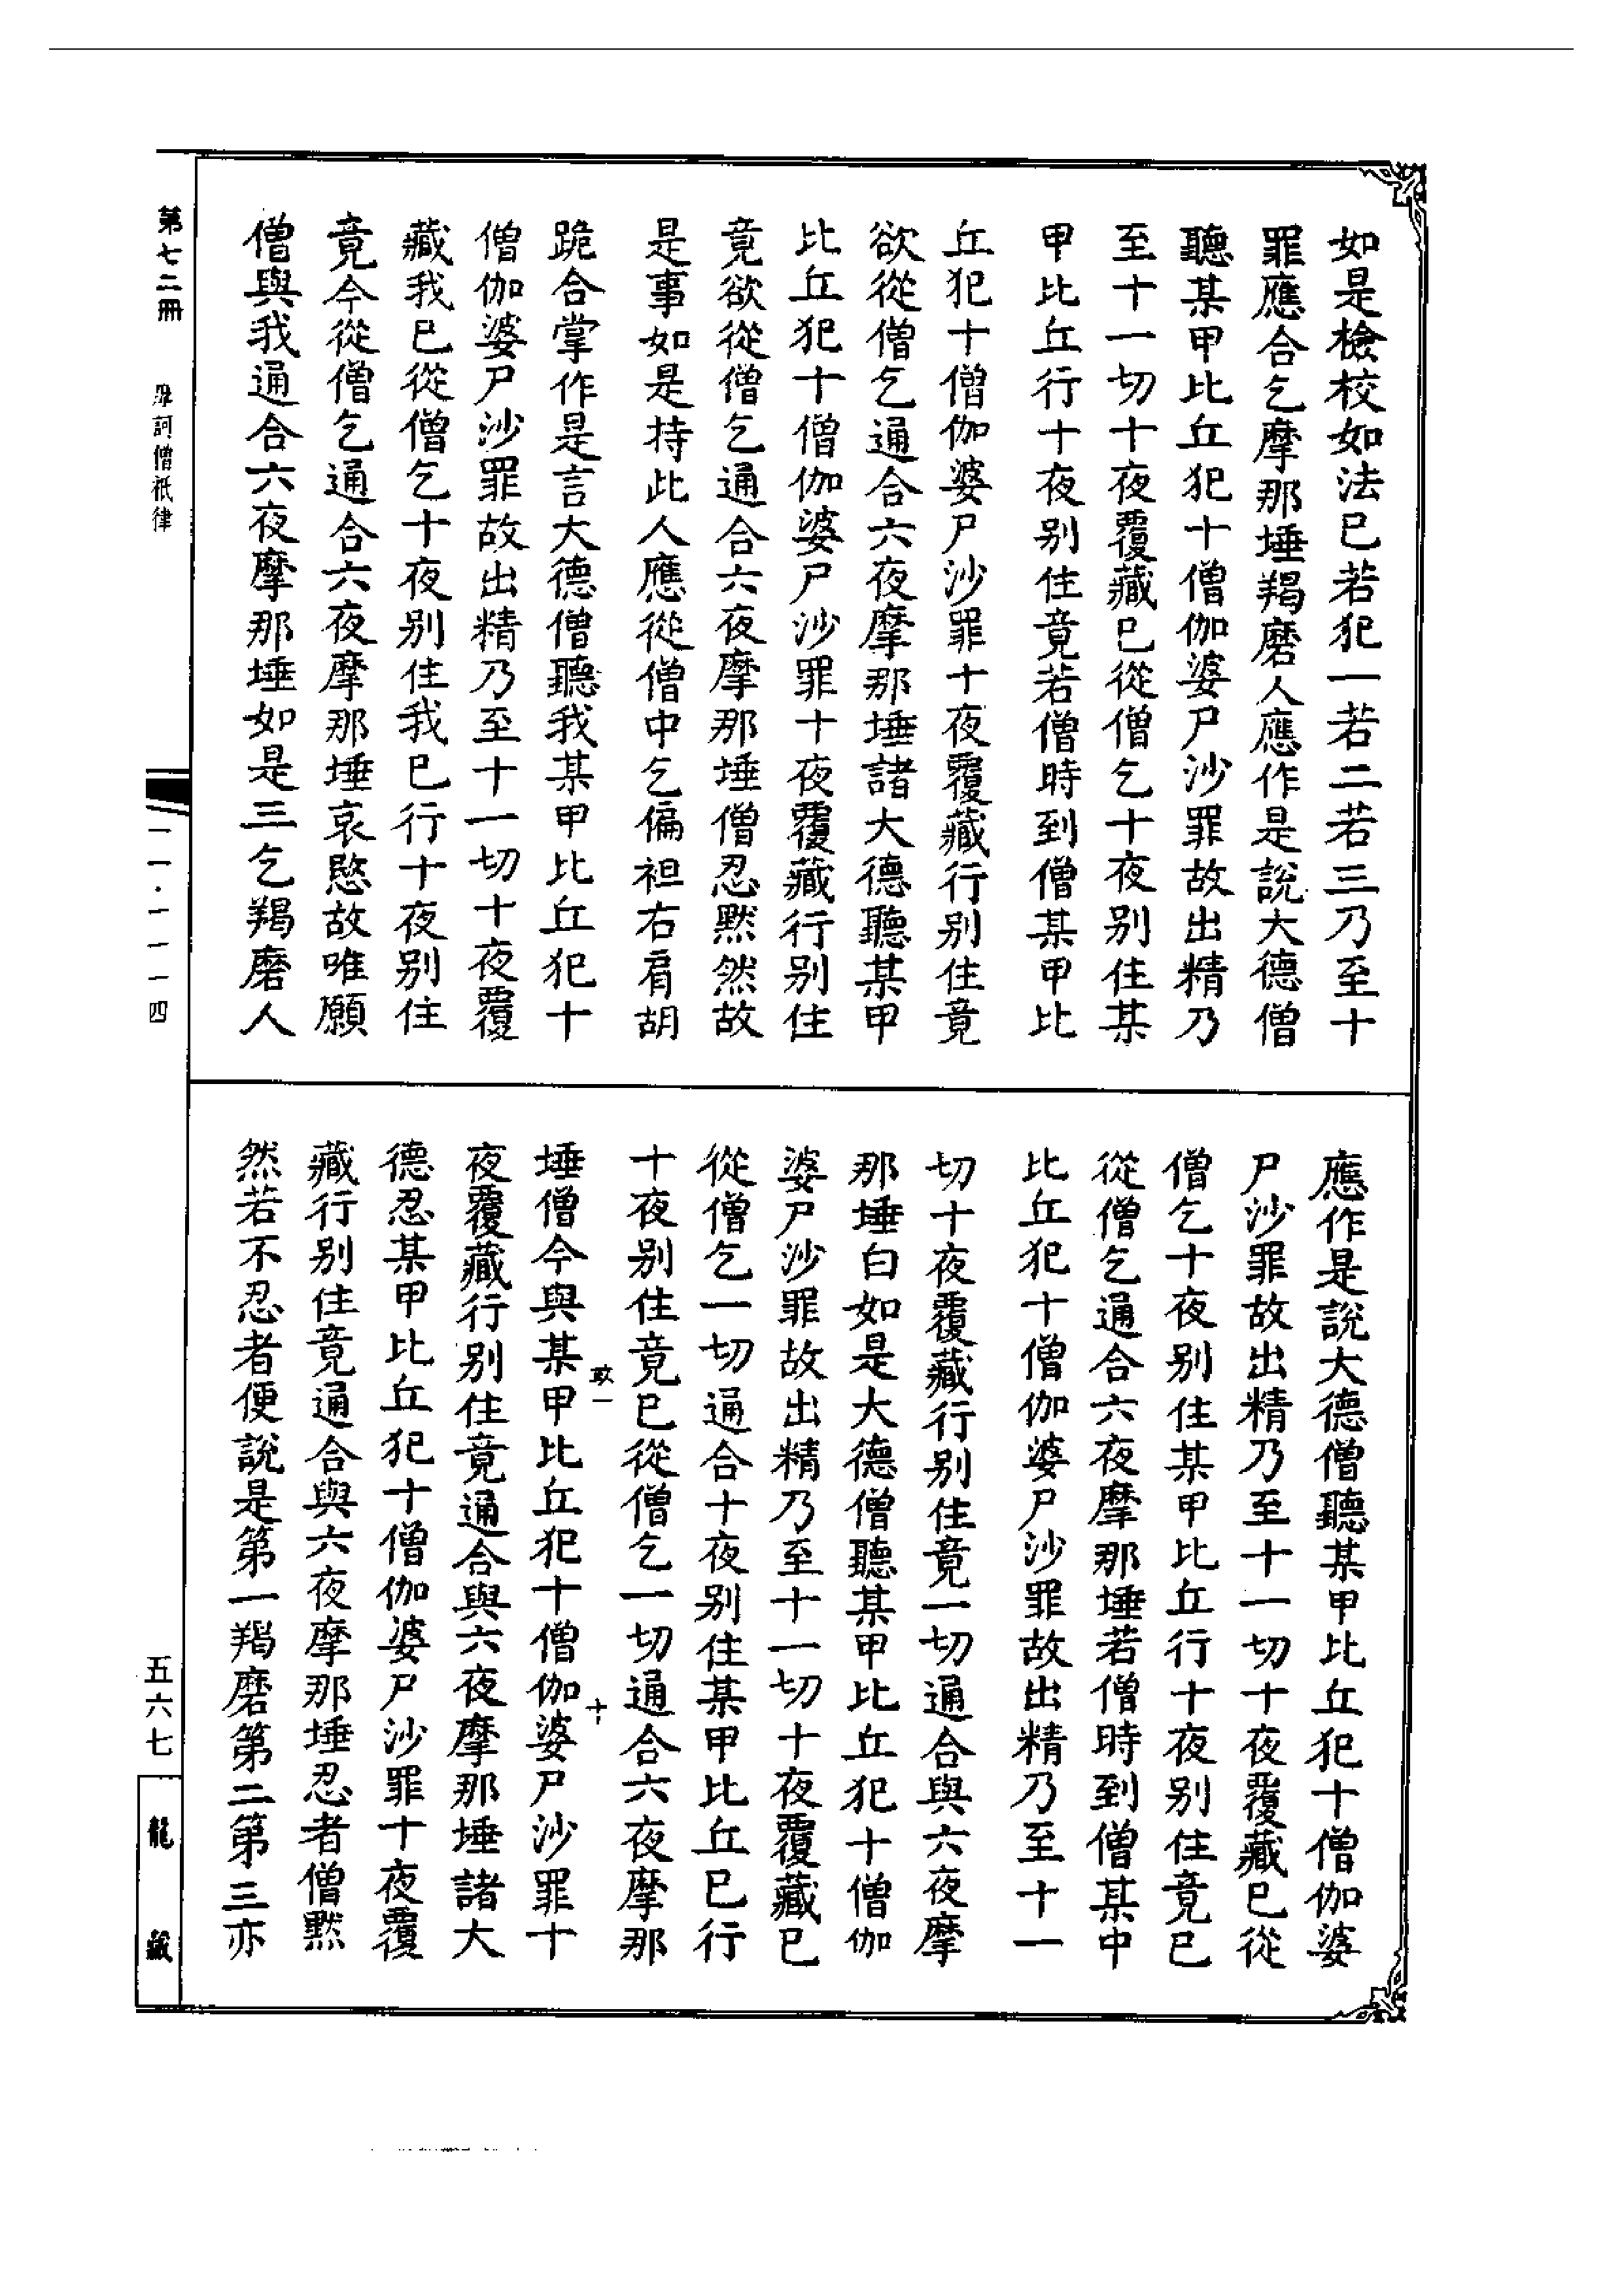 如是檢校如法已若犯一若二若三乃至十
罪應合乞摩那埵羯磨人應作是說大德僧
聽某甲比丘犯十僧伽婆尸沙罪故出精乃
至十一切十夜覆藏已從僧乞十夜別住某
甲比丘行十夜別住竟若僧時到僧某甲比
丘犯十僧伽婆尸沙罪十夜覆藏行別住竟
欲從僧乞通合六夜摩那埵諸大德聽某甲
比丘犯十僧伽婆尸沙罪十夜覆藏行別住
竟欲從僧乞通合六夜摩那埵僧忍默然故
是事如是持此人應從僧中乞偏袒右肩胡
跪合掌作是言大德僧聽我某甲比丘犯十
僧伽婆尸沙罪故出精乃至十一切十夜覆
藏我已從僧乞十夜別住我已行十夜別住
竟今從僧乞通合六夜摩那埵哀愍故唯願
僧與我通合六夜摩那埵如是三乞羯磨人
應作是說大德僧聽某甲比丘犯十僧伽婆
尸沙罪故出精乃至十一切十夜覆藏已從
僧乞十夜別住某甲比丘行十夜別住竟已
從僧乞通合六夜摩那埵若僧時到僧某中
比丘犯十僧伽婆尸沙罪故出精乃至十一
切十夜覆藏行別住竟一切通合與六夜摩
那埵白如是大德僧聽某甲比丘犯十僧伽
婆尸沙罪故出精乃至十一切十夜覆藏已
從僧乞一切通合十夜別住某甲比丘已行
十夜別住竟已從僧乞一切通合六夜摩那
埵僧今與某甲比丘犯十僧伽婆尸沙罪十
夜覆藏行別住竟通合與六夜摩那埵諸大
德忍某甲比丘犯十僧伽婆尸沙罪十夜覆
藏行別住竟通合與六夜摩那埵忍者僧默
然若不忍者便說是第一羯磨第二第三亦
第七二冊
摩訶僧祇律
一一·一一一四
五六七
龍藏